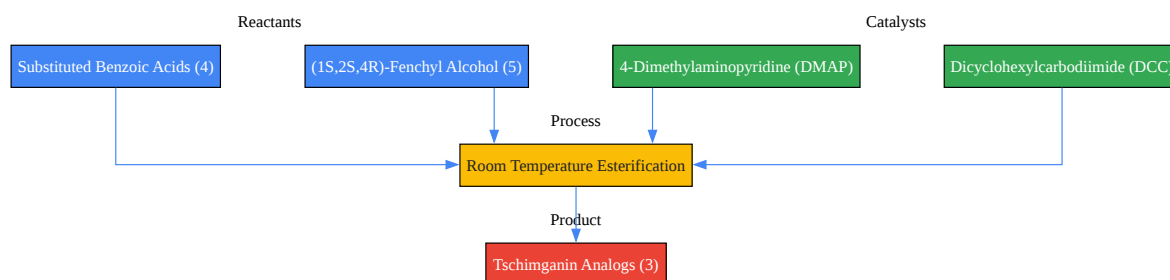 Reactants
Catalysts
Substituted Benzoic Acids (4)
(1S,2S,4R)-Fenchyl Alcohol (5)
4-Dimethylaminopyridine (DMAP)
Dicyclohexylcarbodiimide (DCC)
Process
Room Temperature Esterification
Product
Tschimganin Analogs (3)